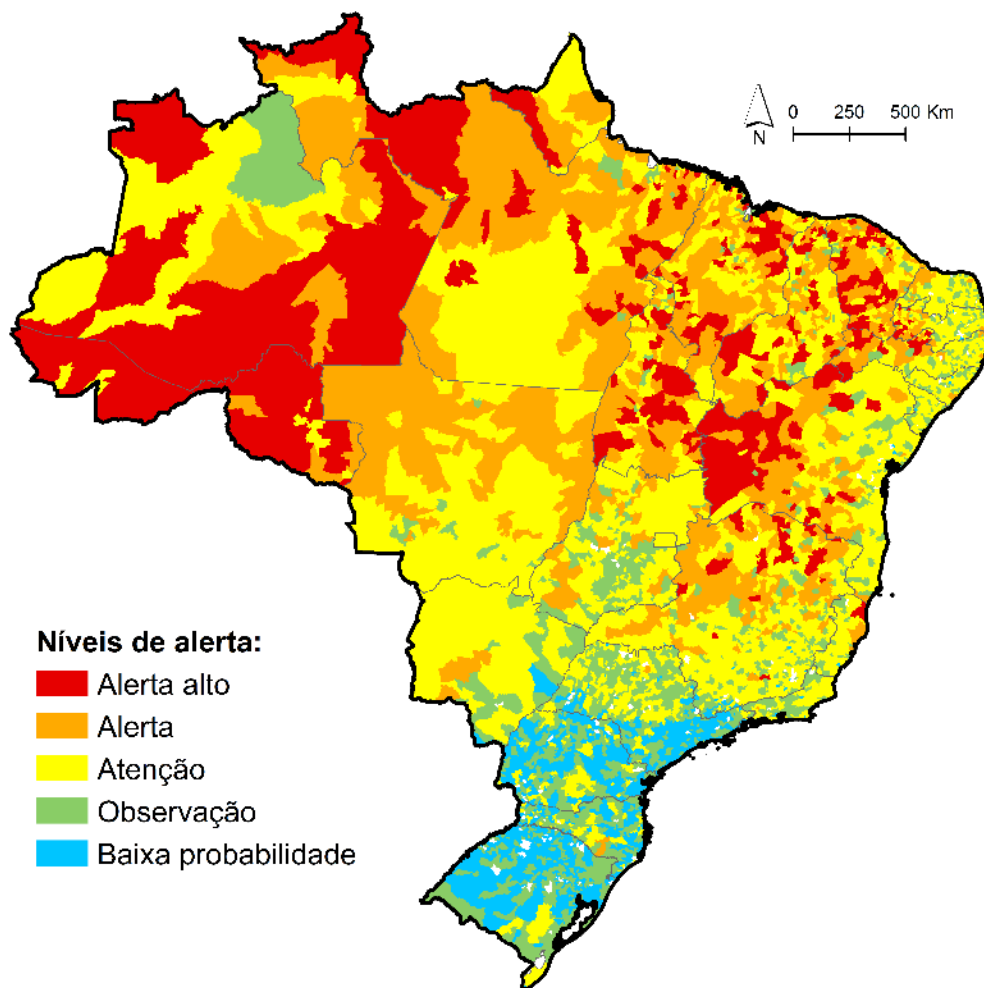 0 250 500 Km
N
Níveis de alerta:
Alerta alto
Alerta
Atenção
Observação
Baixa probabilidade